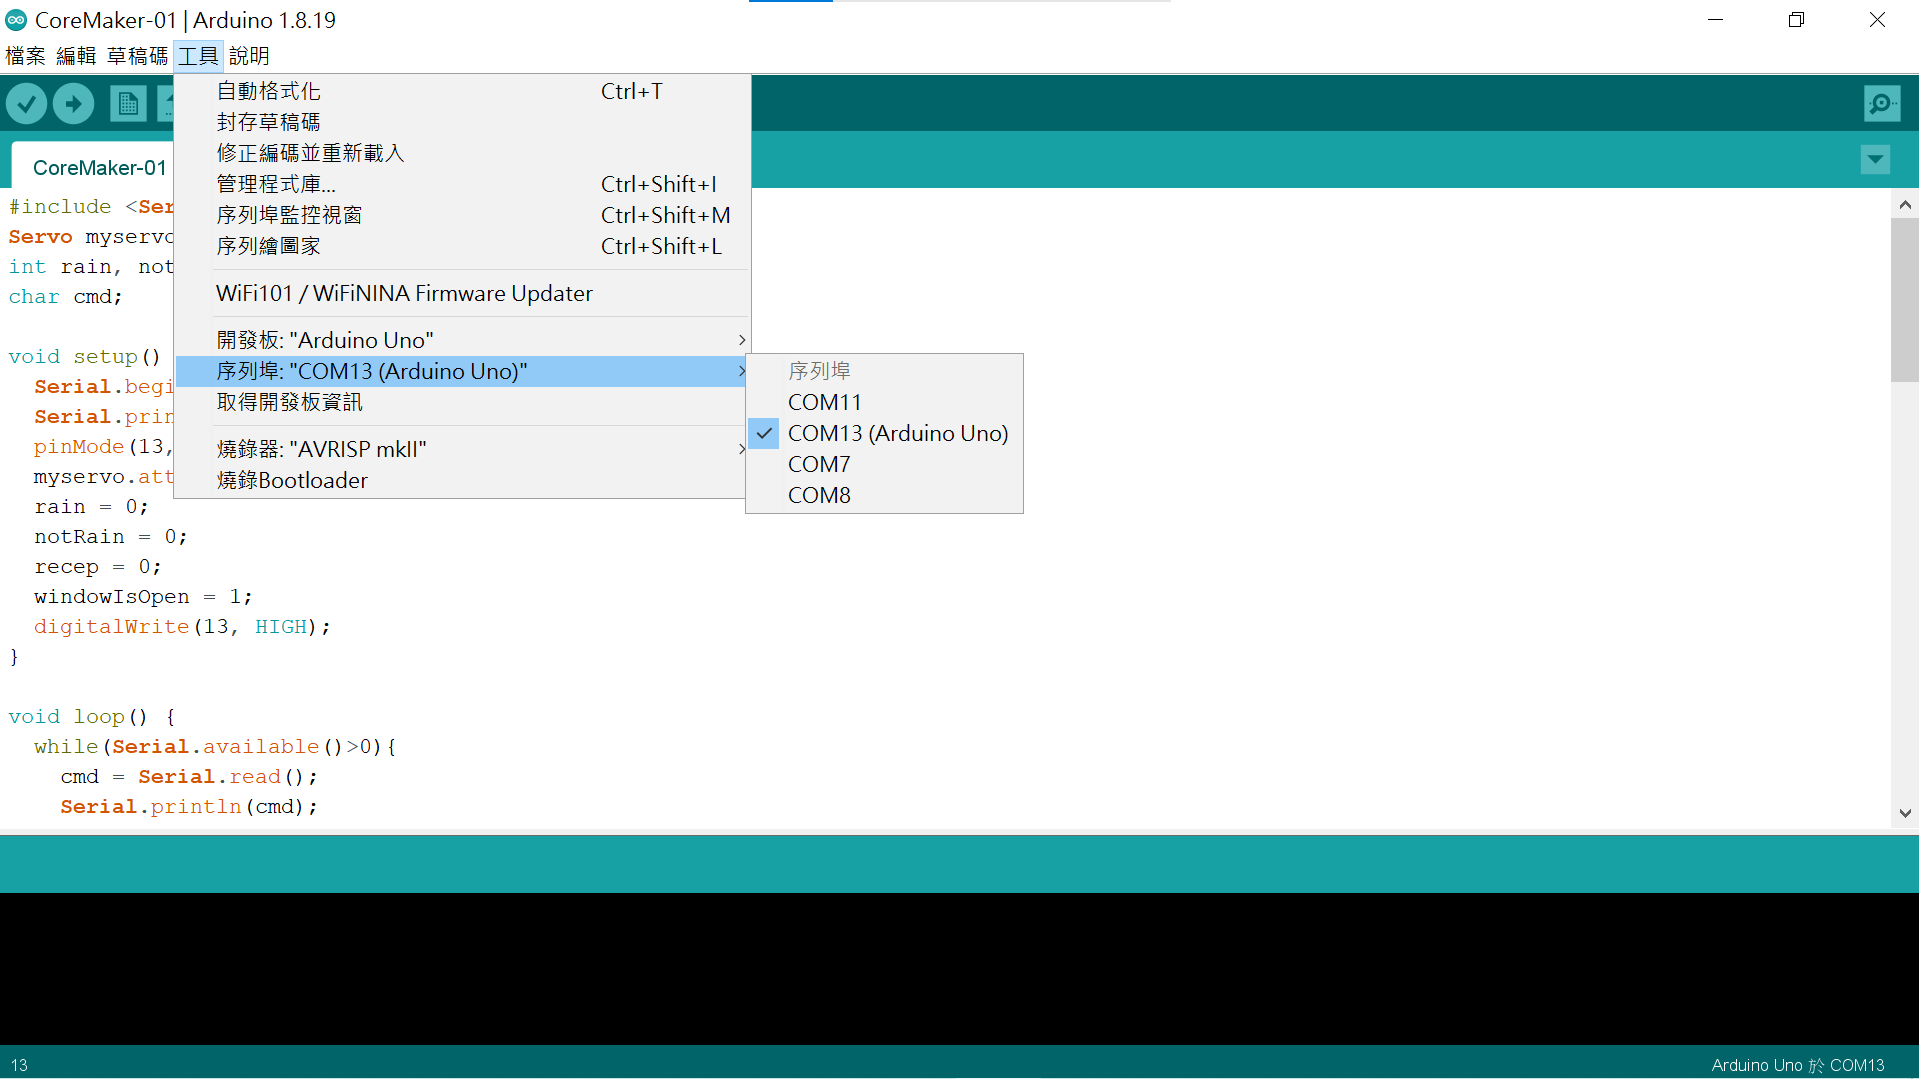 CoreMaker-01 | Arduino 1.8.19
檔案 編輯 草稿碼 工具 說明
自動格式化 Ctrl+T
封存草稿碼
修正編碼並重新載入
管理程式庫... Ctrl+Shift+I
序列埠監控視窗 Ctrl+Shift+M
序列繪圖家 Ctrl+Shift+L
WiFi101 / WiFiNINA Firmware Updater
開發板: "Arduino Uno"
序列埠: "COM13 (Arduino Uno)"
取得開發板資訊
燒錄器: "AVRISP mkII"
燒錄Bootloader
序列埠
COM11
COM13 (Arduino Uno)
COM7
COM8
CoreMaker-01
#include <Ser
Servo myservo
int rain, not
char cmd;
void setup()
Serial.begi
Serial.prin
pinMode(13,
myservo.att
rain = 0;
notRain = 0;
recep = 0;
windowIsOpen = 1;
digitalWrite(13, HIGH);
}
void loop() {
while(Serial.available()>0){
cmd = Serial.read();
Serial.println(cmd);
13
Arduino Uno 於 COM13